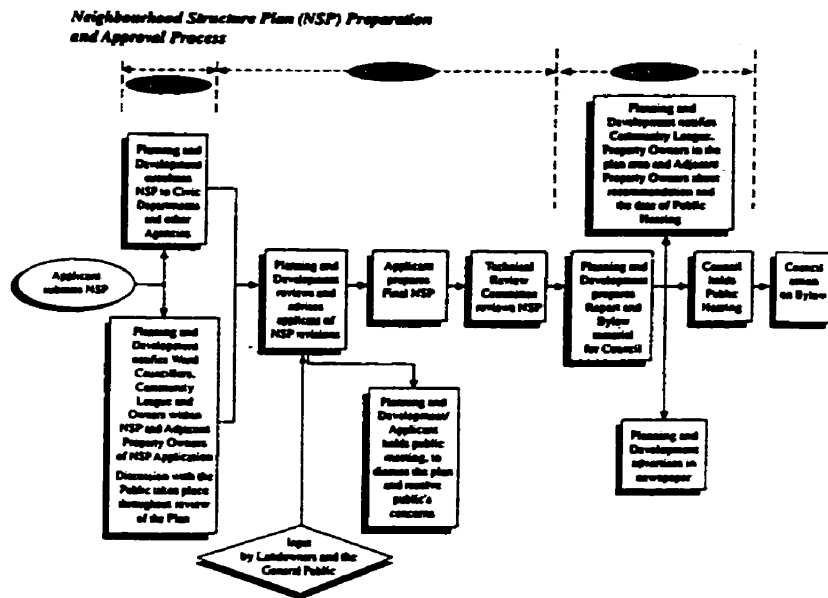 Neighbourhood Structure Plan (NSP) Preparation
and Approval Process
Planning and
Development
NSP to Civic
Departments
and other
Agencies
Applicant
submits NSP
Planning and
Development
notifies Ward
Councillors,
Community
League and
Owners within
NSP and Adjacent
Property Owners
of NSP Application
Discussion with the
Public takes place
throughout review
of the Plan
Planning and
Development
reviews and
advises
applicant of
NSP revisions
Applicant
prepares
Final NSP
Technical
Review
Committee
reviews NSP
Planning and
Development
prepares
Report and
Bylaw
material
for Council
Planning and
Development notifies
Community League,
Property Owners in the
plan area and Adjacent
Property Owners about
recommendation and
the date of Public
Hearing
Council
holds
Public
Hearing
Council
on Bylaw
Planning and
Development/
Applicant
holds public
meeting, to
discuss the plan
and receive
public's
concerns
Planning and
Development
advertises in
newspaper
Input
by Landowners and the
General Public